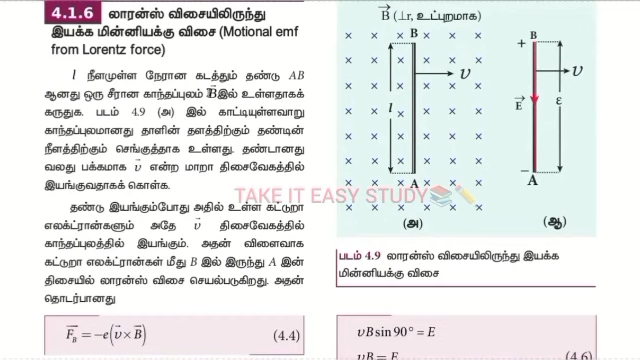 4.1.6 லாரன்ஸ் விசையிலிருந்து
இயக்க மின்னியக்கு விசை (Motional emf
from Lorentz force)
l நீளமுள்ள நேரான கடத்தும் தண்டு AB
ஆனது ஒரு சீரான காந்தப்புலம் B⃗ இல் உள்ளதாகக்
கருதுக. படம் 4.9 (அ) இல் காட்டியுள்ளவாறு
காந்தப்புலமானது தாளின் தளத்திற்கும் தண்டின்
நீளத்திற்கும் செங்குத்தாக உள்ளது. தண்டானது
வலது பக்கமாக v⃗ என்ற மாறா திசைவேகத்தில்
இயங்குவதாகக் கொள்க.
தண்டு இயங்கும்போது அதில் உள்ள கட்டுறா
எலக்ட்ரான்களும் அதே v⃗ திசைவேகத்தில்
காந்தப்புலத்தில் இயங்கும். அதன் விளைவாக
கட்டுறா எலக்ட்ரான்கள் மீது B இல் இருந்து A இன்
திசையில் லாரன்ஸ் விசை செயல்படுகிறது. அதன்
தொடர்பானது
F⃗_B = −e(v⃗ × B⃗) (4.4)
B⃗ (⊥r, உட்புறமாக)
B
l
v
A
(அ)
+ B
v
E⃗
ε
− A
(ஆ)
TAKE IT EASY STUDY
படம் 4.9 லாரன்ஸ் விசையிலிருந்து இயக்க
மின்னியக்கு விசை
vB sin 90° = E
vB = E (4.6)